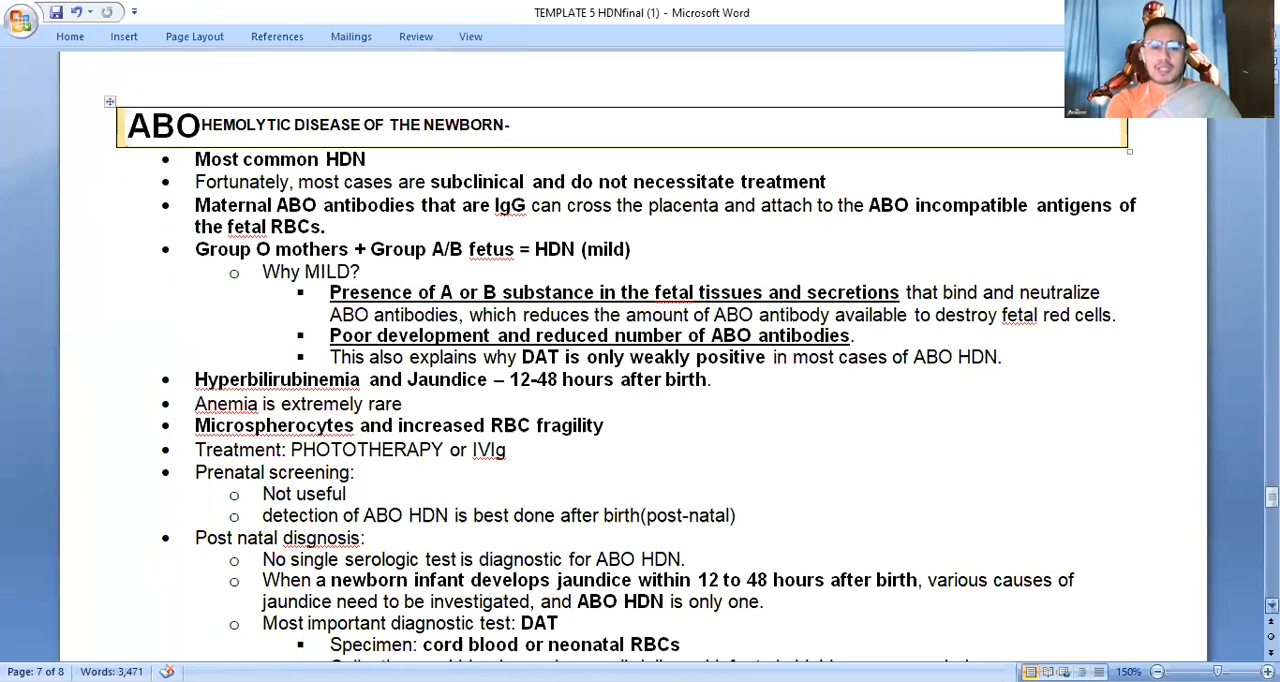 TEMPLATE 5 HDNfinal (1) - Microsoft Word
Home Insert Page Layout References Mailings Review View
ABO HEMOLYTIC DISEASE OF THE NEWBORN-
• Most common HDN
• Fortunately, most cases are subclinical and do not necessitate treatment
• Maternal ABO antibodies that are IgG can cross the placenta and attach to the ABO incompatible antigens of
the fetal RBCs.
• Group O mothers + Group A/B fetus = HDN (mild)
o Why MILD?
▪ Presence of A or B substance in the fetal tissues and secretions that bind and neutralize
ABO antibodies, which reduces the amount of ABO antibody available to destroy fetal red cells.
▪ Poor development and reduced number of ABO antibodies.
▪ This also explains why DAT is only weakly positive in most cases of ABO HDN.
• Hyperbilirubinemia and Jaundice – 12-48 hours after birth.
• Anemia is extremely rare
• Microspherocytes and increased RBC fragility
• Treatment: PHOTOTHERAPY or IVIg
• Prenatal screening:
o Not useful
o detection of ABO HDN is best done after birth(post-natal)
• Post natal disgnosis:
o No single serologic test is diagnostic for ABO HDN.
o When a newborn infant develops jaundice within 12 to 48 hours after birth, various causes of
jaundice need to be investigated, and ABO HDN is only one.
o Most important diagnostic test: DAT
▪ Specimen: cord blood or neonatal RBCs
Page: 7 of 8 Words: 3,471 150%